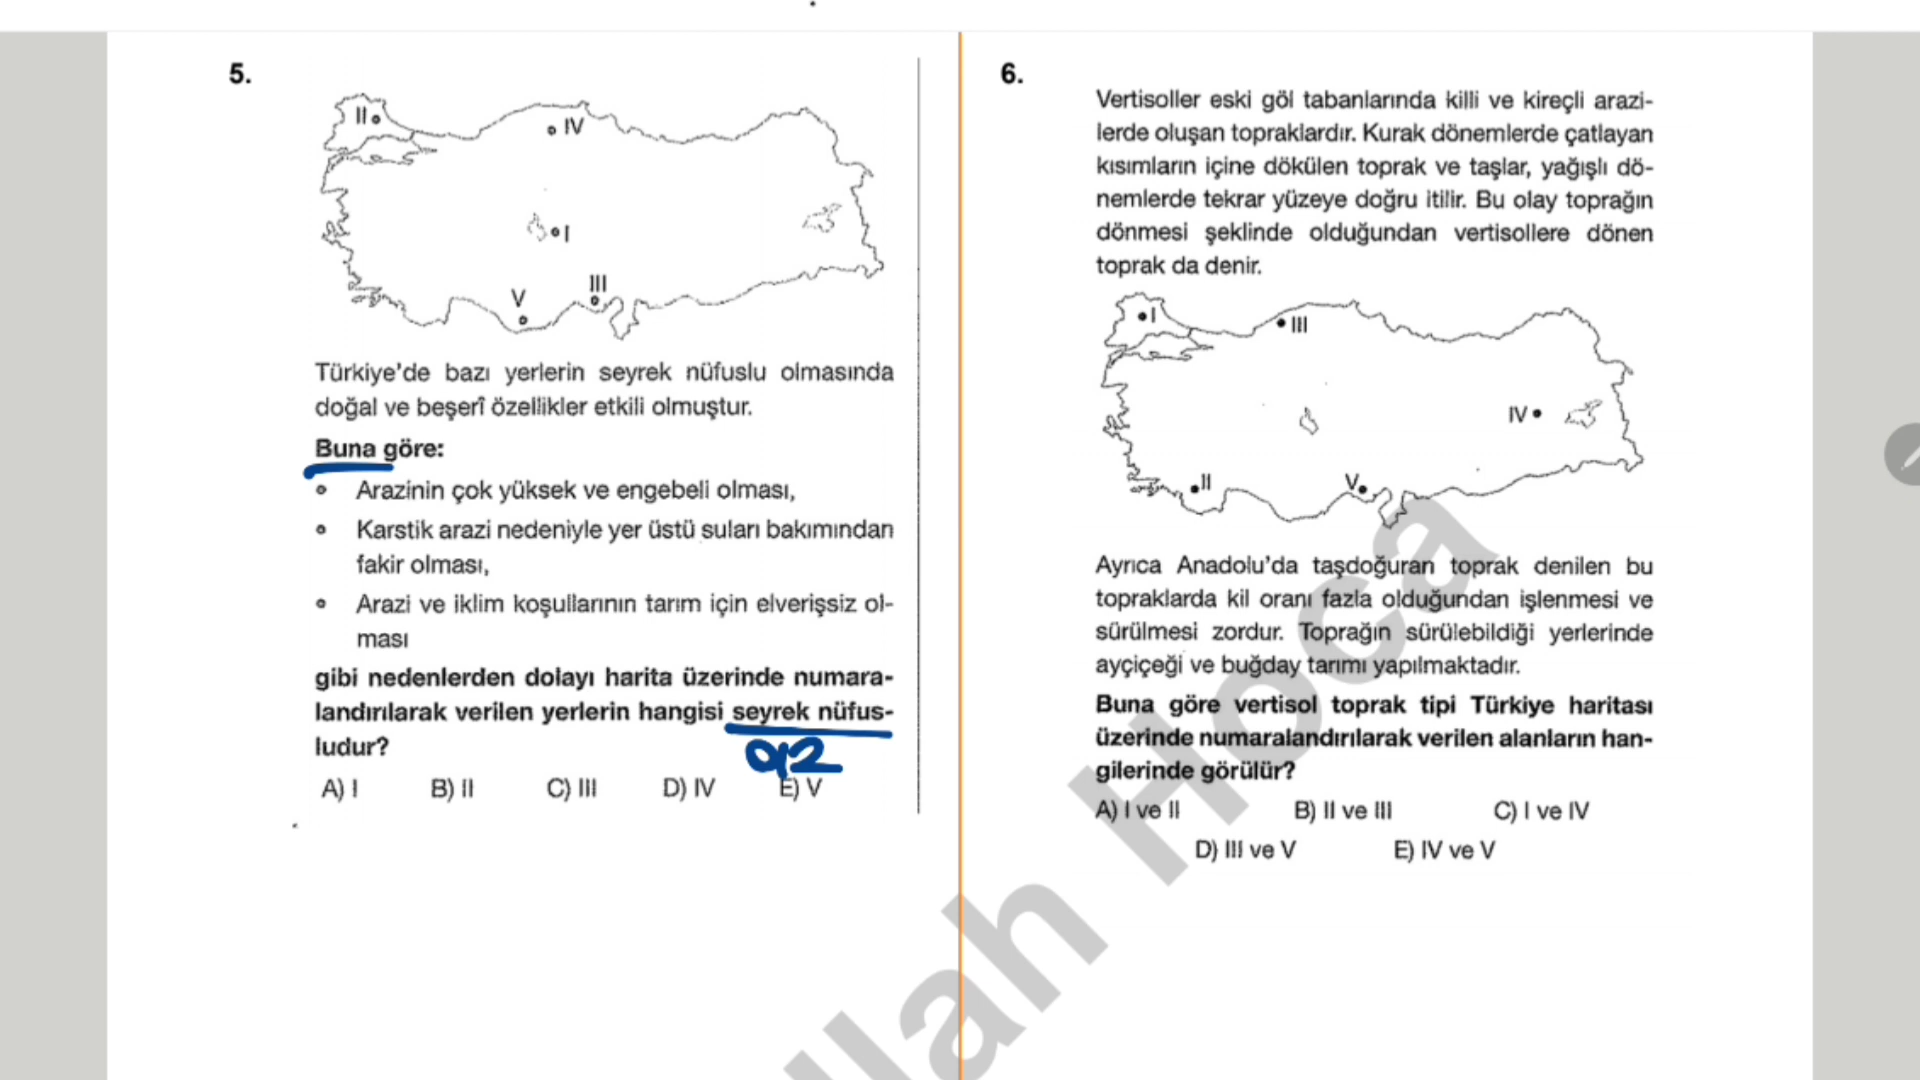 5.
II
IV
I
III
V
Türkiye'de bazı yerlerin seyrek nüfuslu olmasında
doğal ve beşerî özellikler etkili olmuştur.
Buna göre:
Arazinin çok yüksek ve engebeli olması,
Karstik arazi nedeniyle yer üstü suları bakımından
fakir olması,
Arazi ve iklim koşullarının tarım için elverişsiz ol-
ması
gibi nedenlerden dolayı harita üzerinde numara-
landırılarak verilen yerlerin hangisi seyrek nüfus-
ludur?
az
A) I B) II C) III D) IV E) V
6.
Vertisoller eski göl tabanlarında killi ve kireçli arazi-
lerde oluşan topraklardır. Kurak dönemlerde çatlayan
kısımların içine dökülen toprak ve taşlar, yağışlı dö-
nemlerde tekrar yüzeye doğru itilir. Bu olay toprağın
dönmesi şeklinde olduğundan vertisollere dönen
toprak da denir.
I
III
IV
II
V
Ayrıca Anadolu'da taşdoğuran toprak denilen bu
topraklarda kil oranı fazla olduğundan işlenmesi ve
sürülmesi zordur. Toprağın sürülebildiği yerlerinde
ayçiçeği ve buğday tarımı yapılmaktadır.
Buna göre vertisol toprak tipi Türkiye haritası
üzerinde numaralandırılarak verilen alanların han-
gilerinde görülür?
A) I ve II B) II ve III C) I ve IV
D) III ve V E) IV ve V
llah Hoca